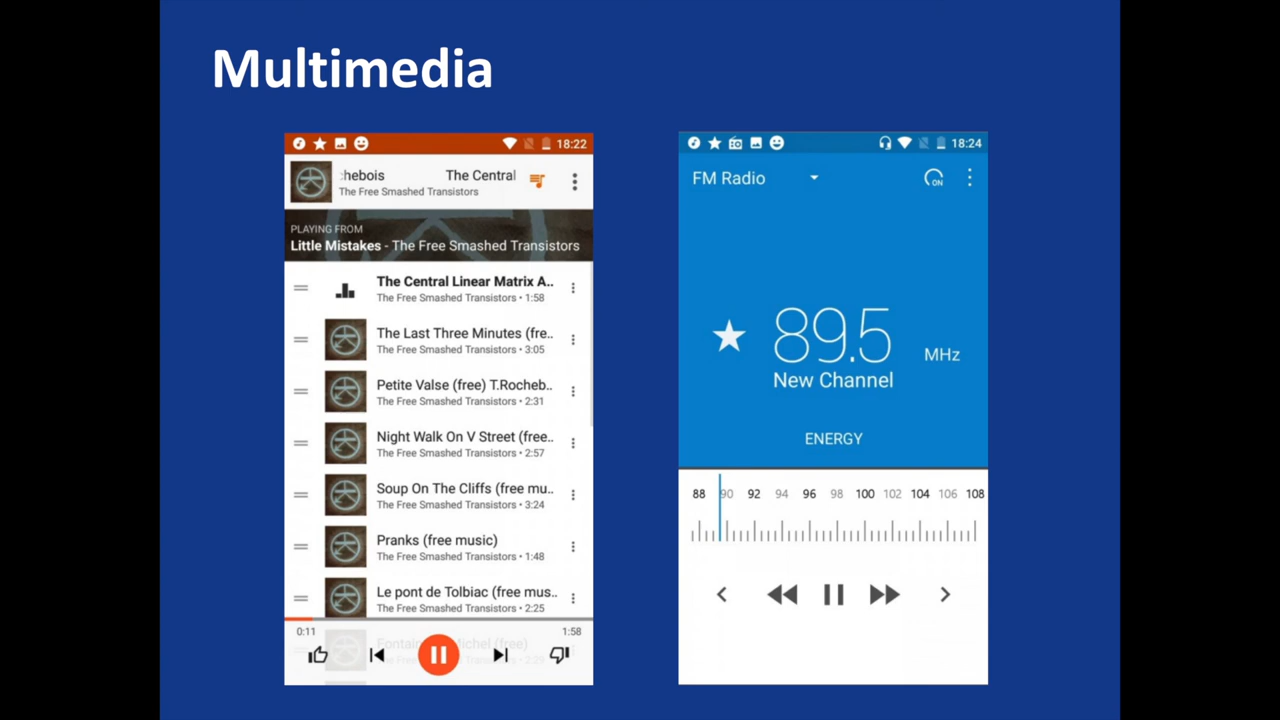 Multimedia
18:22
:hebois The Central
The Free Smashed Transistors
PLAYING FROM
Little Mistakes - The Free Smashed Transistors
The Central Linear Matrix A..
The Free Smashed Transistors • 1:58
The Last Three Minutes (fre..
The Free Smashed Transistors • 3:05
Petite Valse (free) T.Rocheb..
The Free Smashed Transistors • 2:31
Night Walk On V Street (free..
The Free Smashed Transistors • 2:57
Soup On The Cliffs (free mu..
The Free Smashed Transistors • 3:24
Pranks (free music)
The Free Smashed Transistors • 1:48
Le pont de Tolbiac (free mus..
The Free Smashed Transistors • 2:25
0:11 1:58
18:24
FM Radio
ON
89.5
MHz
New Channel
ENERGY
88 90 92 94 96 98 100 102 104 106 108